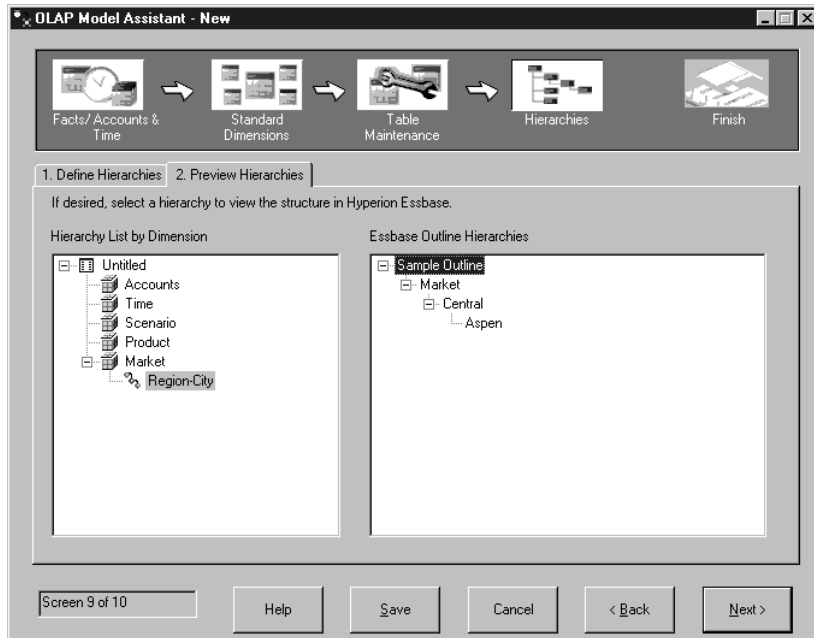 OLAP Model Assistant - New
Facts/Accounts &
Time
Standard
Dimensions
Table
Maintenance
Hierarchies
Finish
1. Define Hierarchies
2. Preview Hierarchies
If desired, select a hierarchy to view the structure in Hyperion Essbase.
Hierarchy List by Dimension
Untitled
Accounts
Time
Scenario
Product
Market
Region-City
Essbase Outline Hierarchies
Sample Outline
Market
Central
Aspen
Screen 9 of 10
Help
Save
Cancel
< Back
Next >